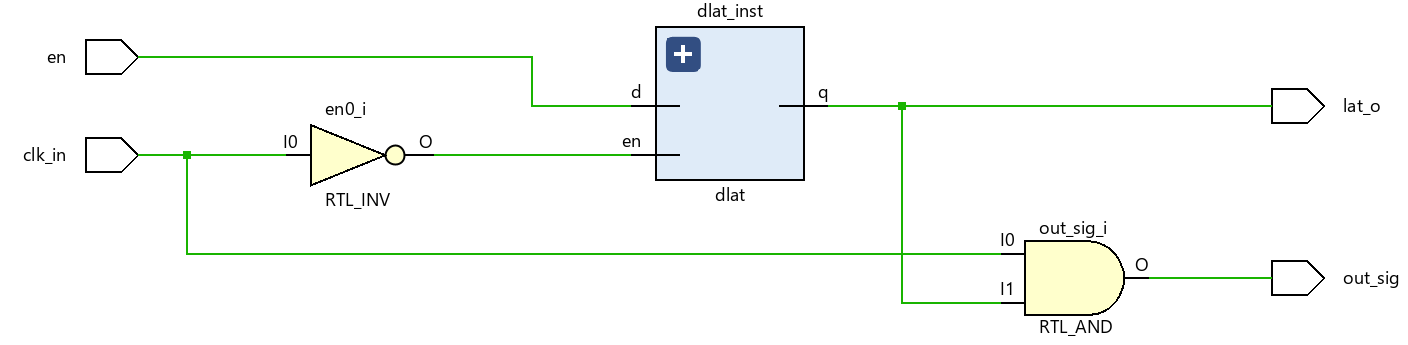 dlat_inst
en
d
q
en0_i
lat_o
clk_in
I0
O
en
RTL_INV
dlat
out_sig_i
I0
O
I1
out_sig
RTL_AND